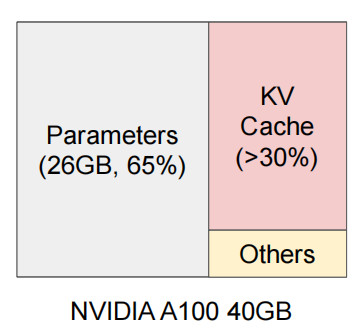 Parameters
(26GB, 65%)
KV
Cache
(>30%)
Others
NVIDIA A100 40GB